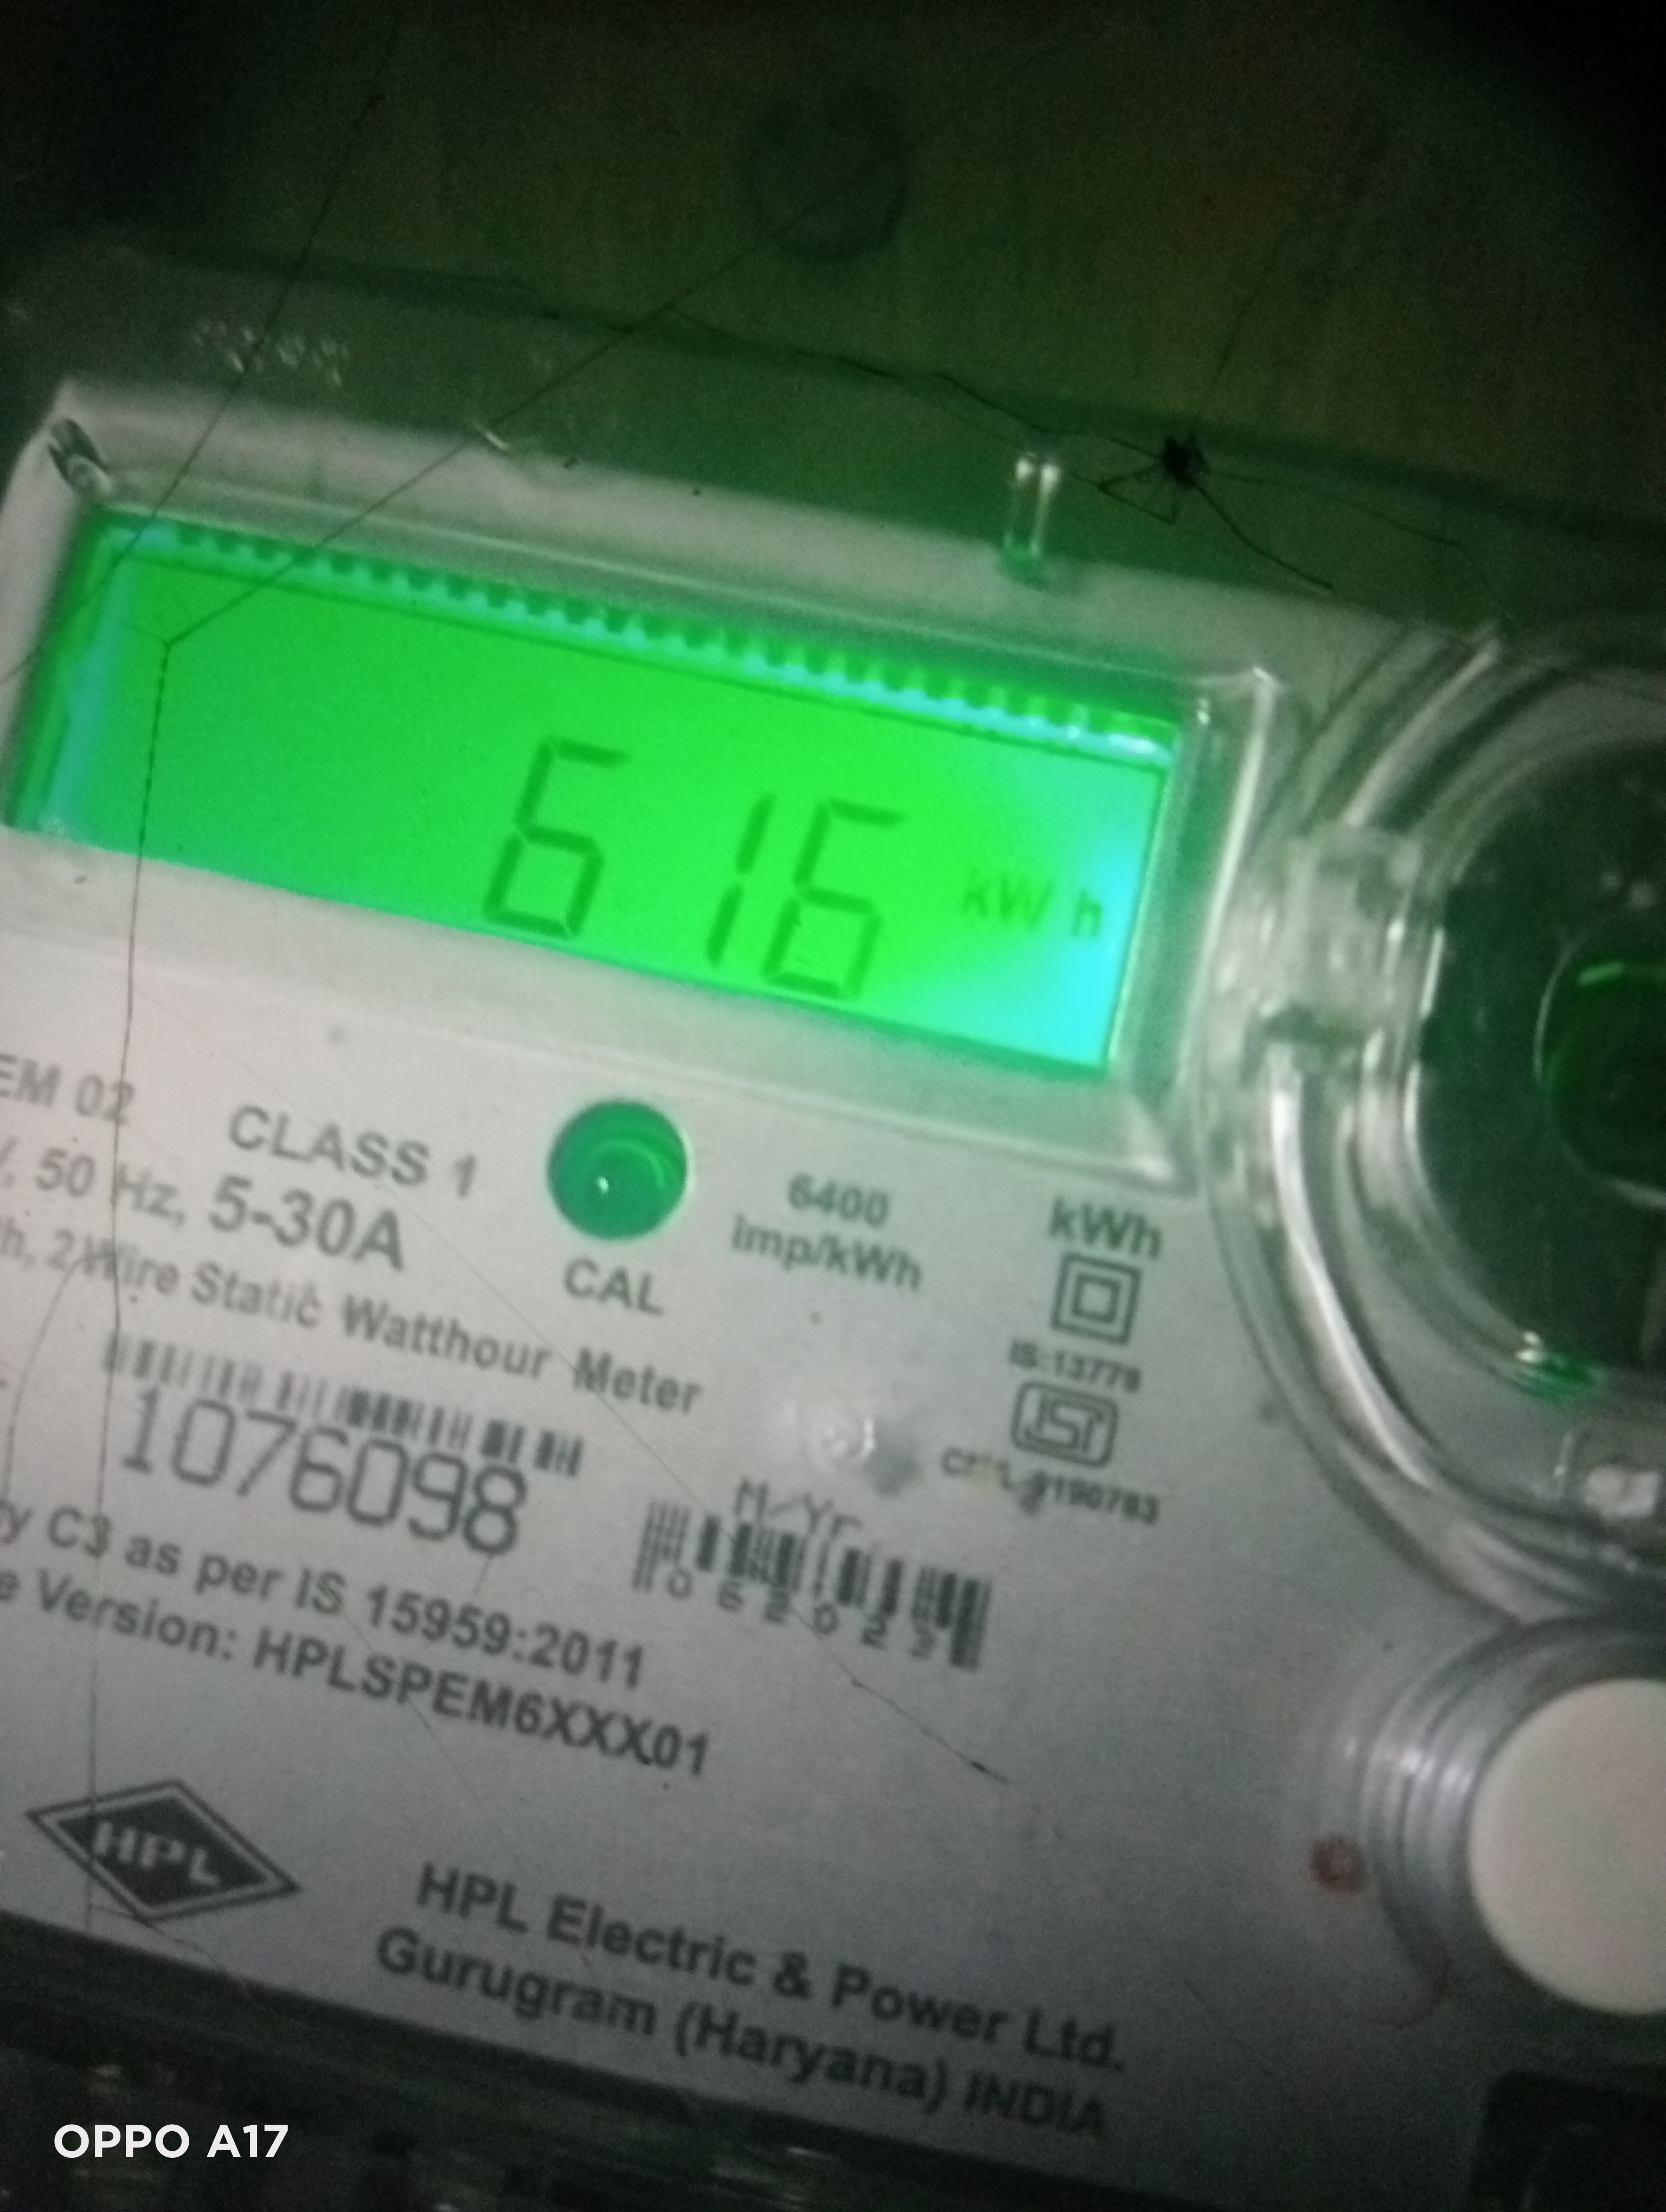 616 kWh
EM 02
CLASS 1
50 Hz, 5-30A
2Wire Static Watthour Meter
CAL
6400
imp/kWh
kWh
IS:13779
ISI
1076098
M/Yr
062023
C3 as per IS 15959:2011
Version: HPLSPEM6XXX01
HPL
HPL Electric & Power Ltd.
Gurugram (Haryana) INDIA
OPPO A17